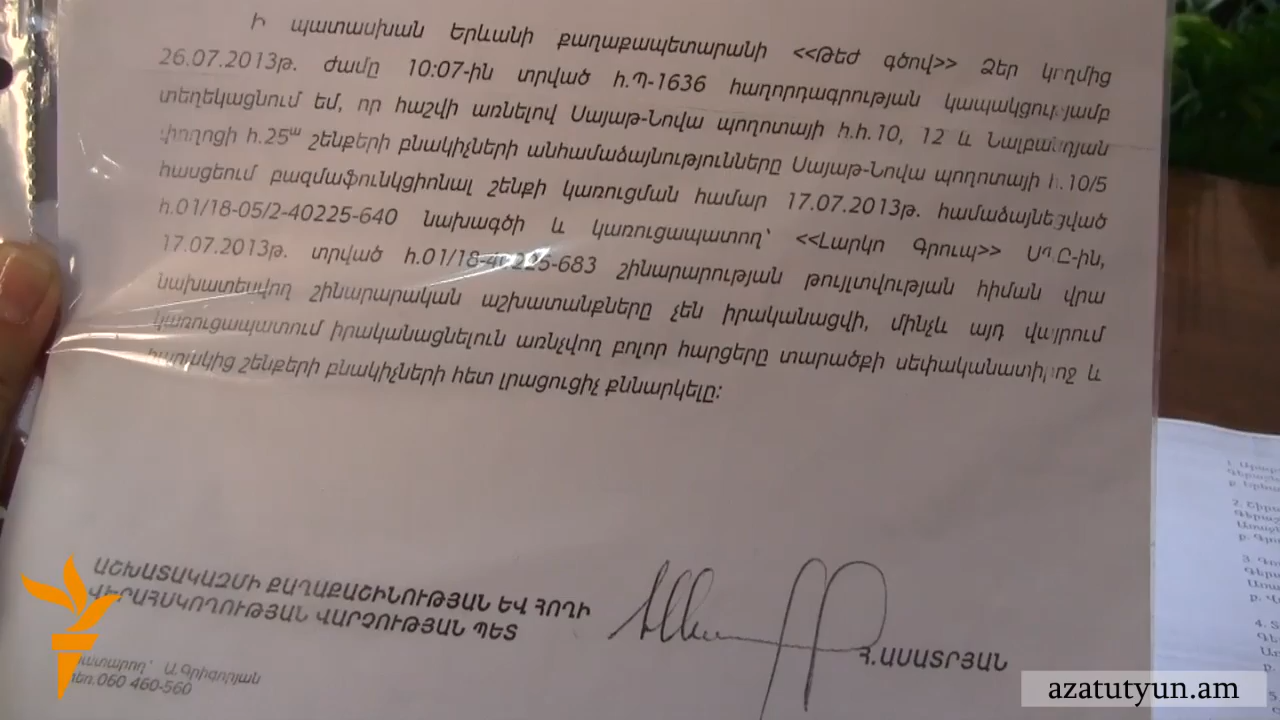 Ի պատասխան Երևանի քաղաքապետարանի <<Թեժ գծով>> Ձեր կողմից
26.07.2013թ. ժամը 10:07-ին տրված հ.Պ-1636 հաղորդագրության կապակցությամբ
տեղեկացնում եմ, որ հաշվի առնելով Սայաթ-Նովա պողոտայի հ.հ.10, 12 և Նալբանդյան
փողոցի հ.25ա շենքերի բնակիչների անհամաձայնությունները Սայաթ-Նովա պողոտայի հ.10/5
հասցեում բազմաֆունկցիոնալ շենքի կառուցման համար 17.07.2013թ. համաձայնեցված
հ.01/18-05/2-40225-640 նախագծի և կառուցապատող՝ <<Լարկո Գրուպ>> ՍՊԸ-ին,
17.07.2013թ. տրված հ.01/18-40225-683 շինարարության թույլտվության հիման վրա
նախատեսվող շինարարական աշխատանքները չեն իրականացվի, մինչև այդ վայրում
կառուցապատում իրականացնելուն առնչվող բոլոր հարցերը տարածքի սեփականատիրոջ և
հարակից շենքերի բնակիչների հետ լրացուցիչ քննարկելը:
ԱՇԽԱՏԱԿԱԶՄԻ ՔԱՂԱՔԱՇԻՆՈՒԹՅԱՆ ԵՎ ՀՈՂԻ
ՎԵՐԱՀՍԿՈՂՈՒԹՅԱՆ ՎԱՐՉՈՒԹՅԱՆ ՊԵՏ
Հ.ԱՍԱՏՐՅԱՆ
կատարող՝ Ա.Գրիգորյան
հեռ.060 460-560
azatutyun.am